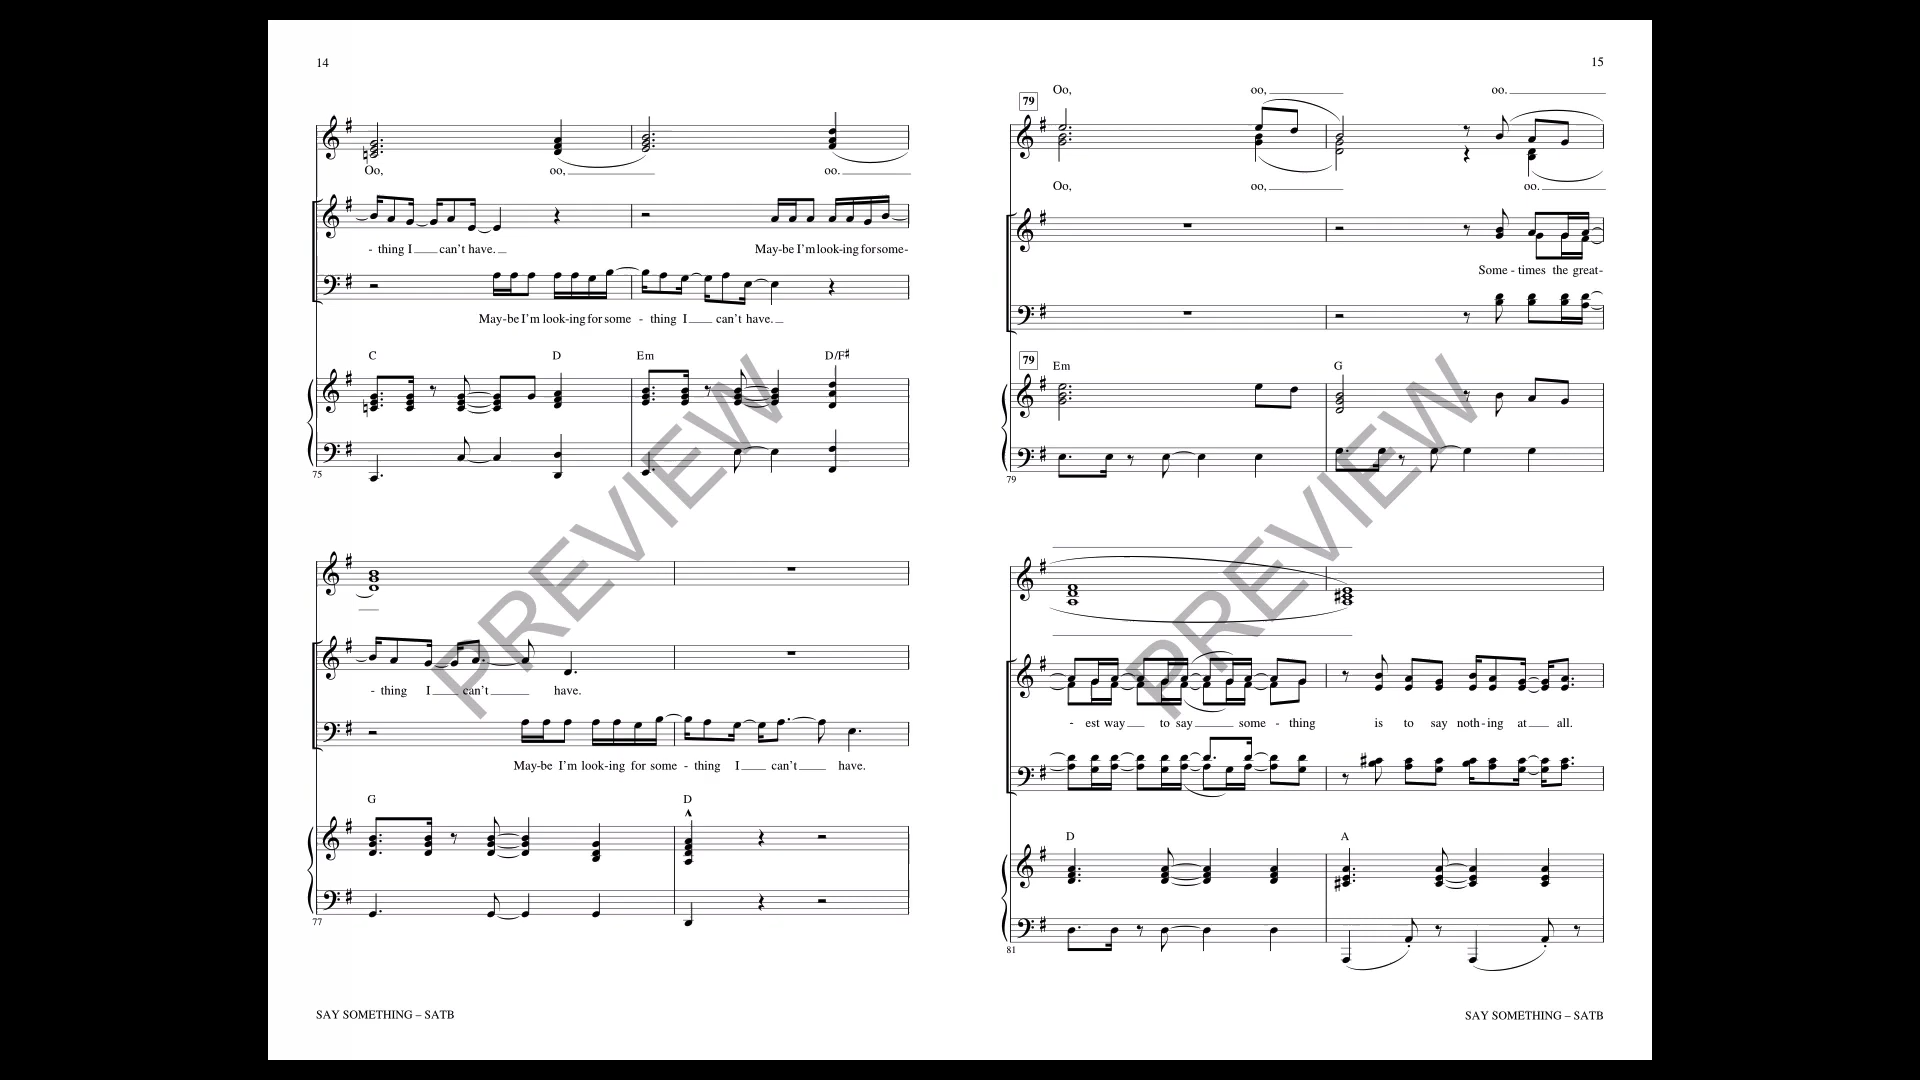 14
Oo, oo, oo.
- thing I can't have. May-be I'm look-ing for some-
May-be I'm look-ing for some - thing I can't have.
C D Em D/F♯
75
- thing I can't have.
May-be I'm look-ing for some - thing I can't have.
G D
77
SAY SOMETHING – SATB
15
Oo, oo, oo.
79
Oo, oo, oo.
Some - times the great-
79
Em G
79
- est way to say some - thing is to say noth-ing at all.
D A
81
SAY SOMETHING – SATB
PREVIEW
PREVIEW